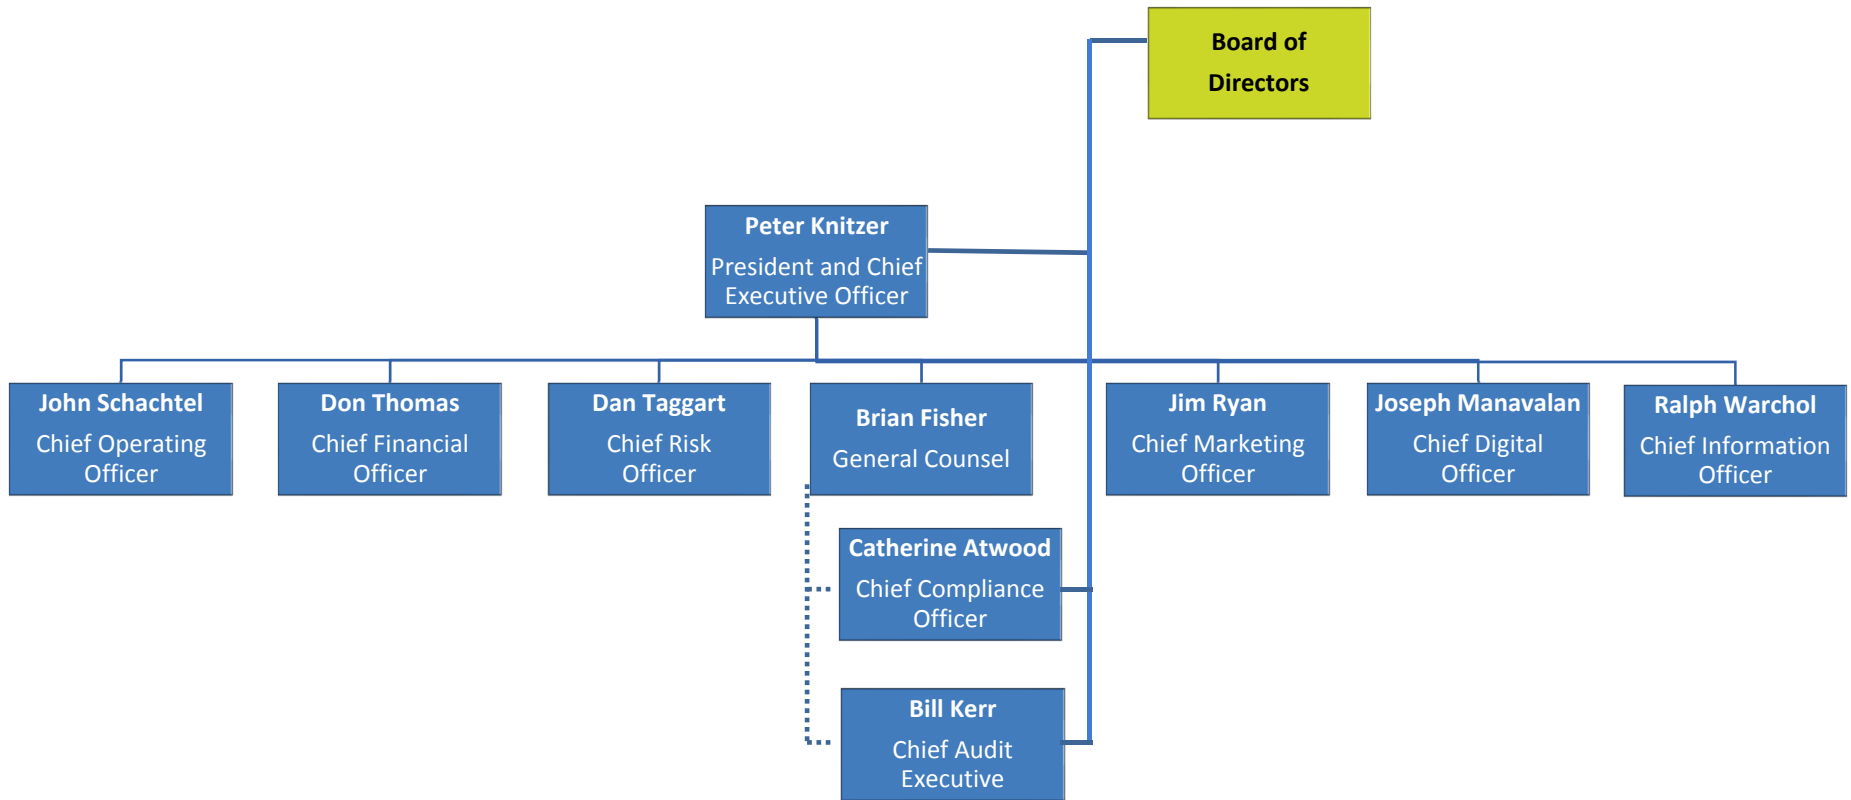 Board of
Directors
Peter Knitzer
President and Chief
Executive Officer
John Schachtel
Chief Operating
Officer
Don Thomas
Chief Financial
Officer
Dan Taggart
Chief Risk
Officer
Brian Fisher
General Counsel
Jim Ryan
Chief Marketing
Officer
Joseph Manavalan
Chief Digital
Officer
Ralph Warchol
Chief Information
Officer
Catherine Atwood
Chief Compliance
Officer
Bill Kerr
Chief Audit
Executive